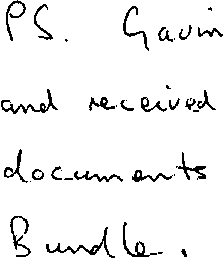 PS. Gavin
and received
documents
Bundle.